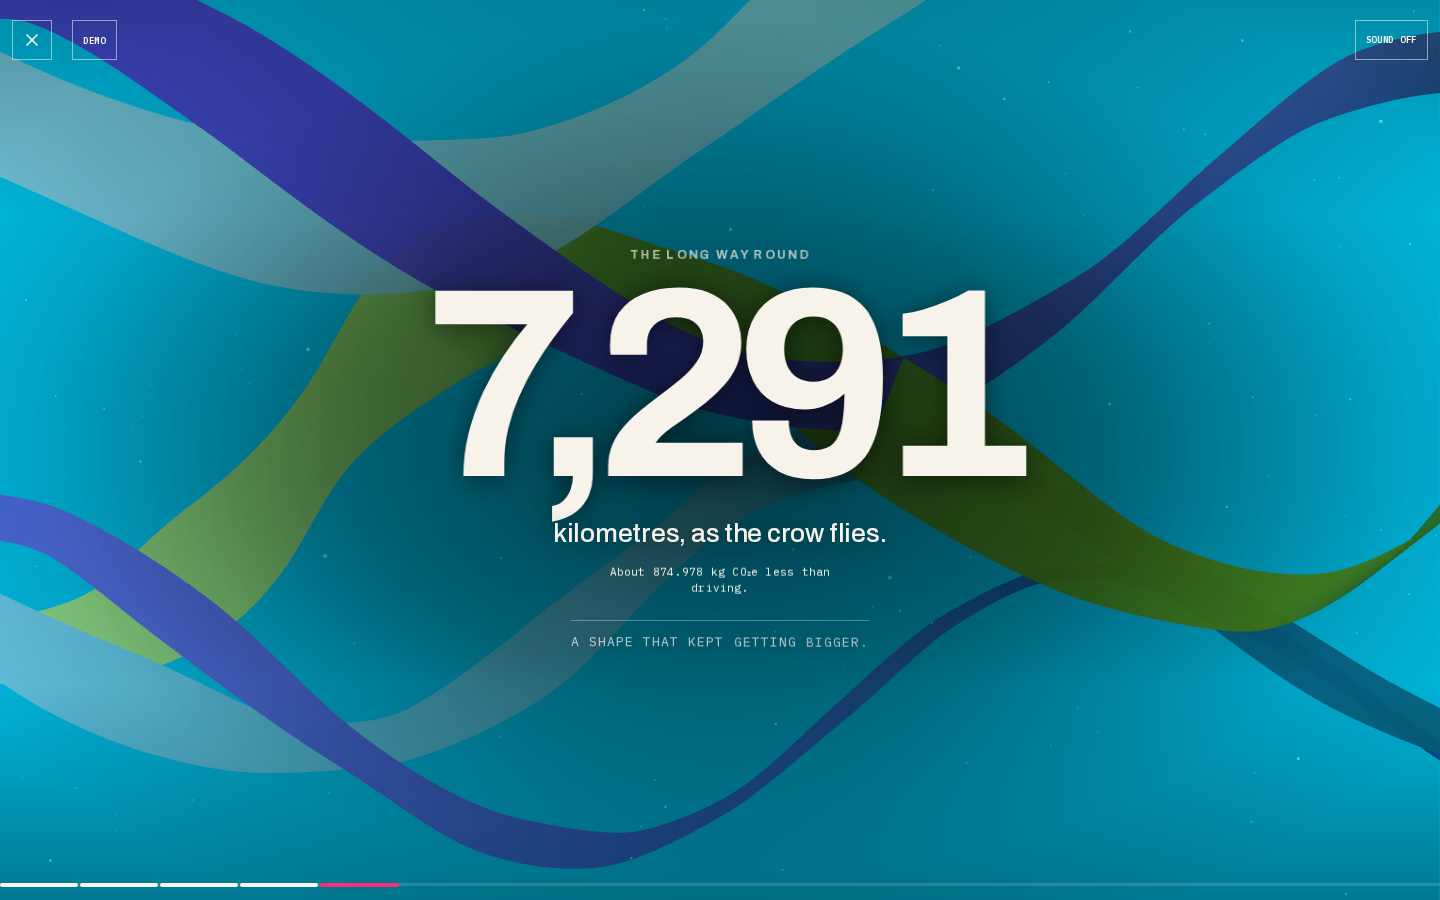 DEMO
SOUND OFF
THE LONG WAY ROUND
7,291
kilometres, as the crow flies.
About 874.978 kg CO₂e less than
driving.
A SHAPE THAT KEPT GETTING BIGGER.